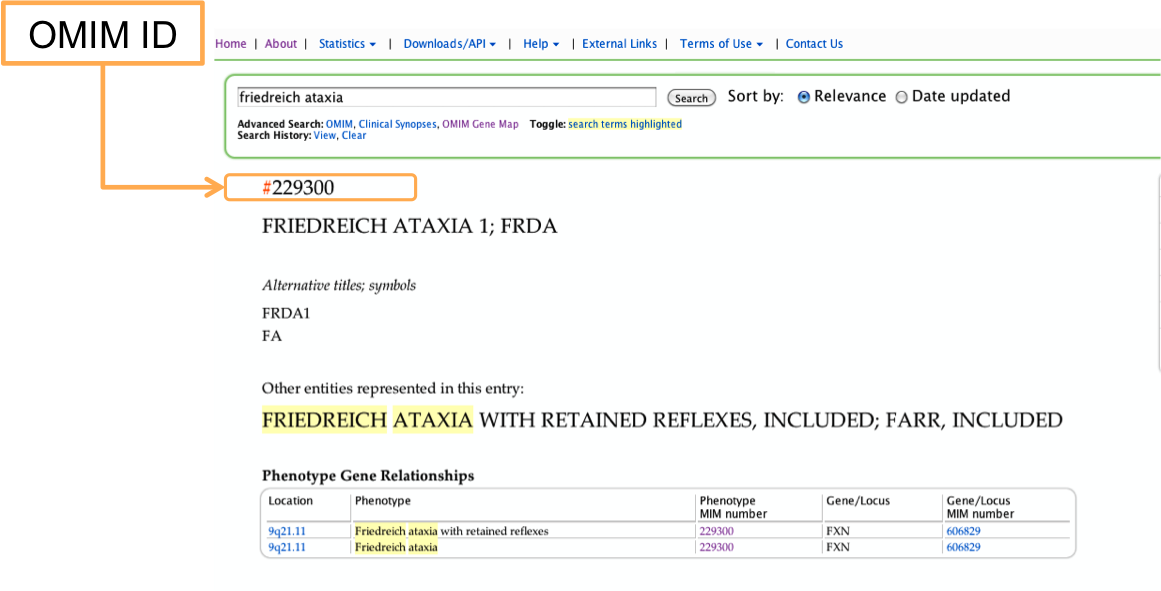 OMIM ID
Home | About | Statistics | Downloads/API | Help | External Links | Terms of Use | Contact Us
friedreich ataxia Search Sort by: Relevance Date updated
Advanced Search: OMIM, Clinical Synopses, OMIM Gene Map Toggle: search terms highlighted
Search History: View, Clear
#229300
FRIEDREICH ATAXIA 1; FRDA
Alternative titles; symbols
FRDA1
FA
Other entities represented in this entry:
FRIEDREICH ATAXIA WITH RETAINED REFLEXES, INCLUDED; FARR, INCLUDED
Phenotype Gene Relationships
Location Phenotype Phenotype Gene/Locus Gene/Locus
MIM number MIM number
9q21.11 Friedreich ataxia with retained reflexes 229300 FXN 606829
9q21.11 Friedreich ataxia 229300 FXN 606829